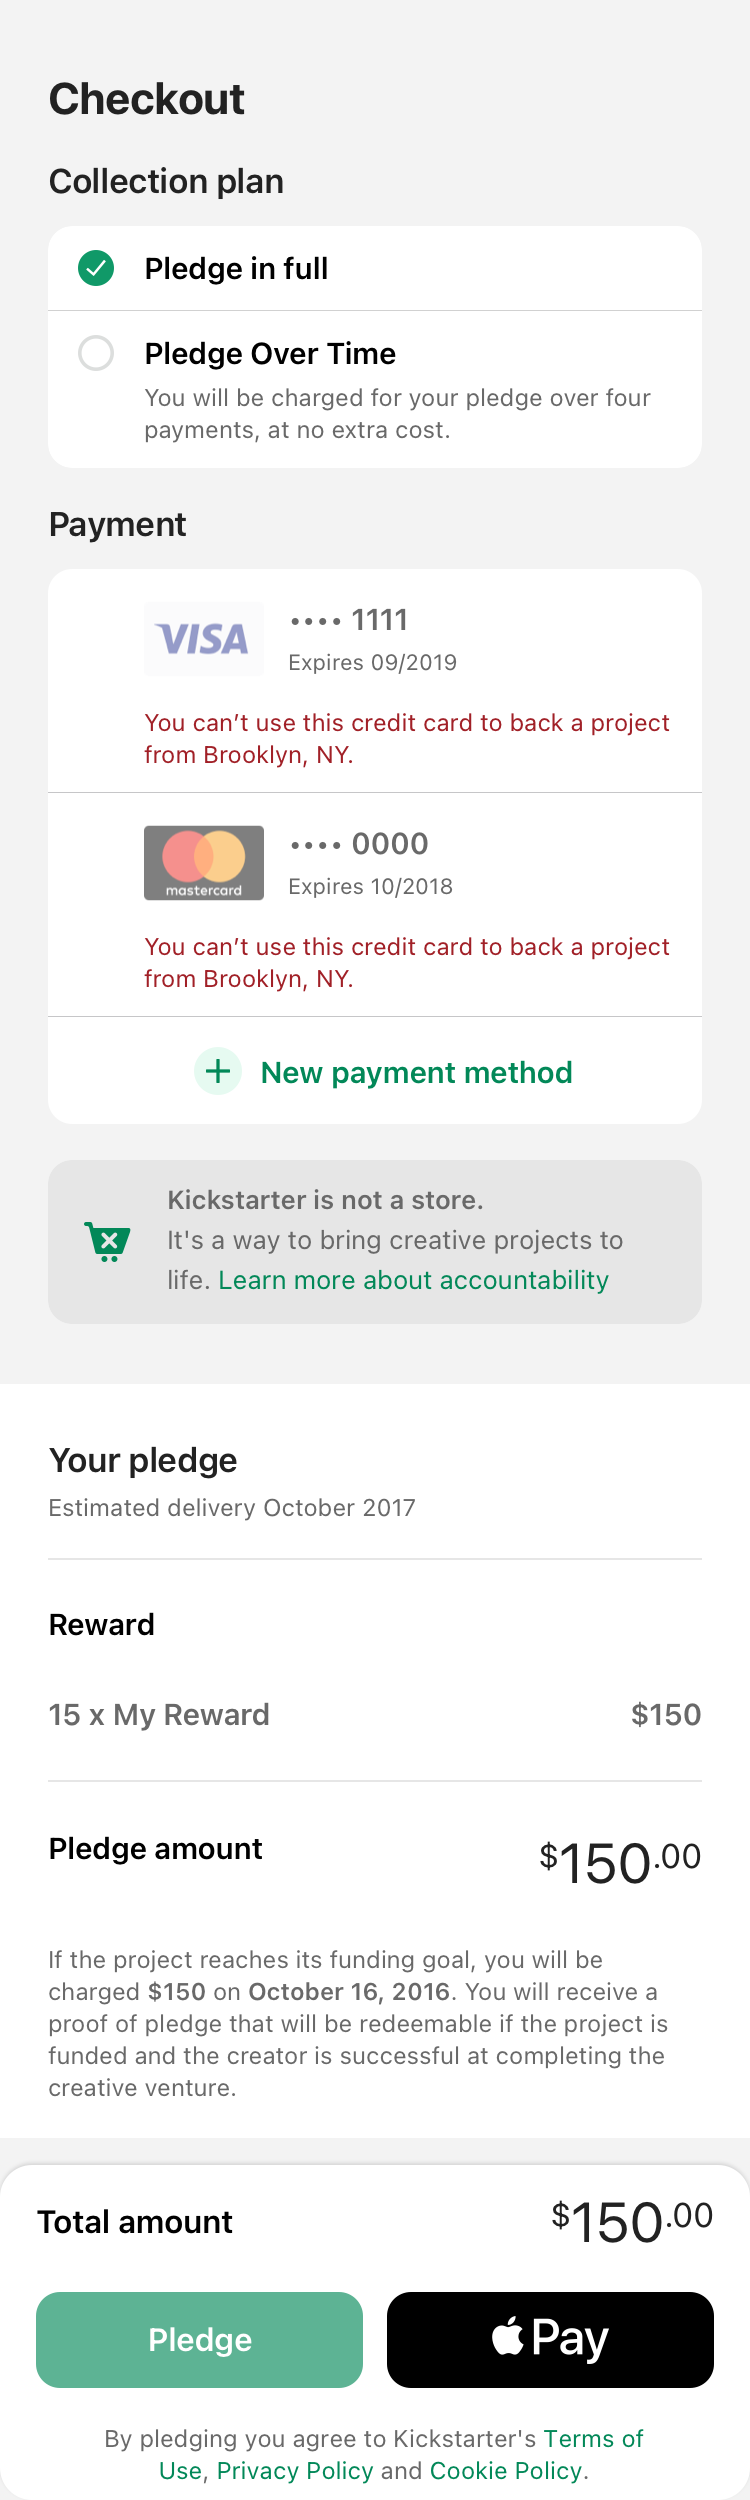 Checkout
Collection plan
Pledge in full
Pledge Over Time
You will be charged for your pledge over four
payments, at no extra cost.
Payment
VISA
•••• 1111
Expires 09/2019
You can’t use this credit card to back a project
from Brooklyn, NY.
mastercard
•••• 0000
Expires 10/2018
You can’t use this credit card to back a project
from Brooklyn, NY.
+ New payment method
Kickstarter is not a store.
It's a way to bring creative projects to
life. Learn more about accountability
Your pledge
Estimated delivery October 2017
Reward
15 x My Reward $150
Pledge amount $150.00
If the project reaches its funding goal, you will be
charged $150 on October 16, 2016. You will receive a
proof of pledge that will be redeemable if the project is
funded and the creator is successful at completing the
creative venture.
Total amount $150.00
Pledge Pay
By pledging you agree to Kickstarter's Terms of
Use, Privacy Policy and Cookie Policy.